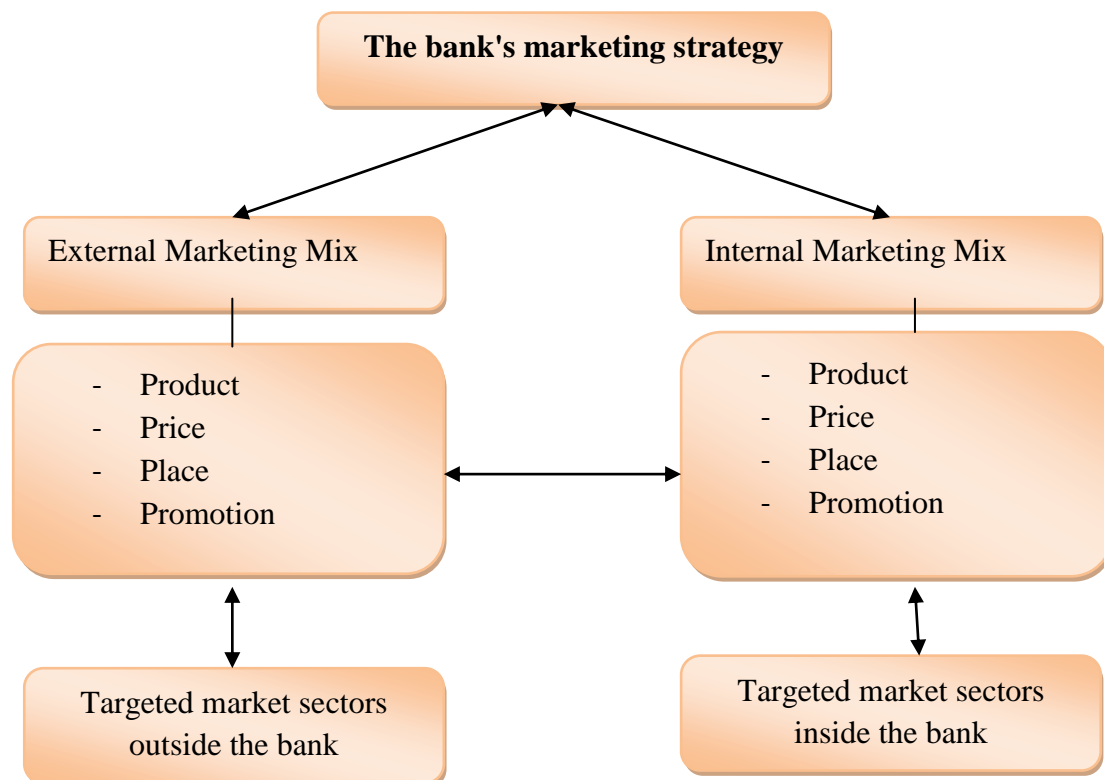 The bank's marketing strategy
External Marketing Mix
Internal Marketing Mix
- Product
- Price
- Place
- Promotion
- Product
- Price
- Place
- Promotion
Targeted market sectors
outside the bank
Targeted market sectors
inside the bank